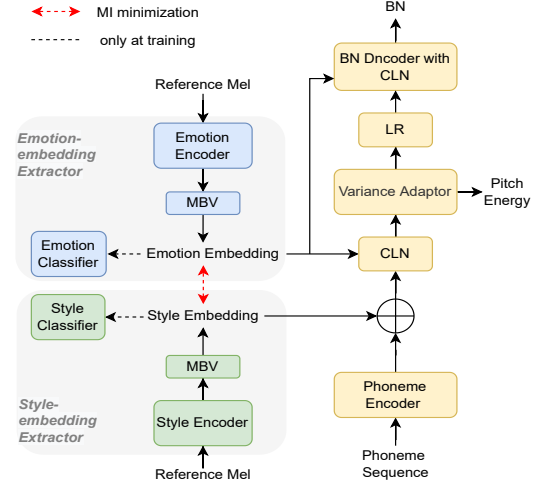 MI minimization
only at training
Reference Mel
Emotion-
embedding
Extractor
Emotion
Encoder
MBV
Emotion
Classifier
Emotion Embedding
Style
Classifier
Style Embedding
MBV
Style Encoder
Style-
embedding
Extractor
Reference Mel
BN
BN Dncoder with
CLN
LR
Variance Adaptor
Pitch
Energy
CLN
Phoneme
Encoder
Phoneme
Sequence